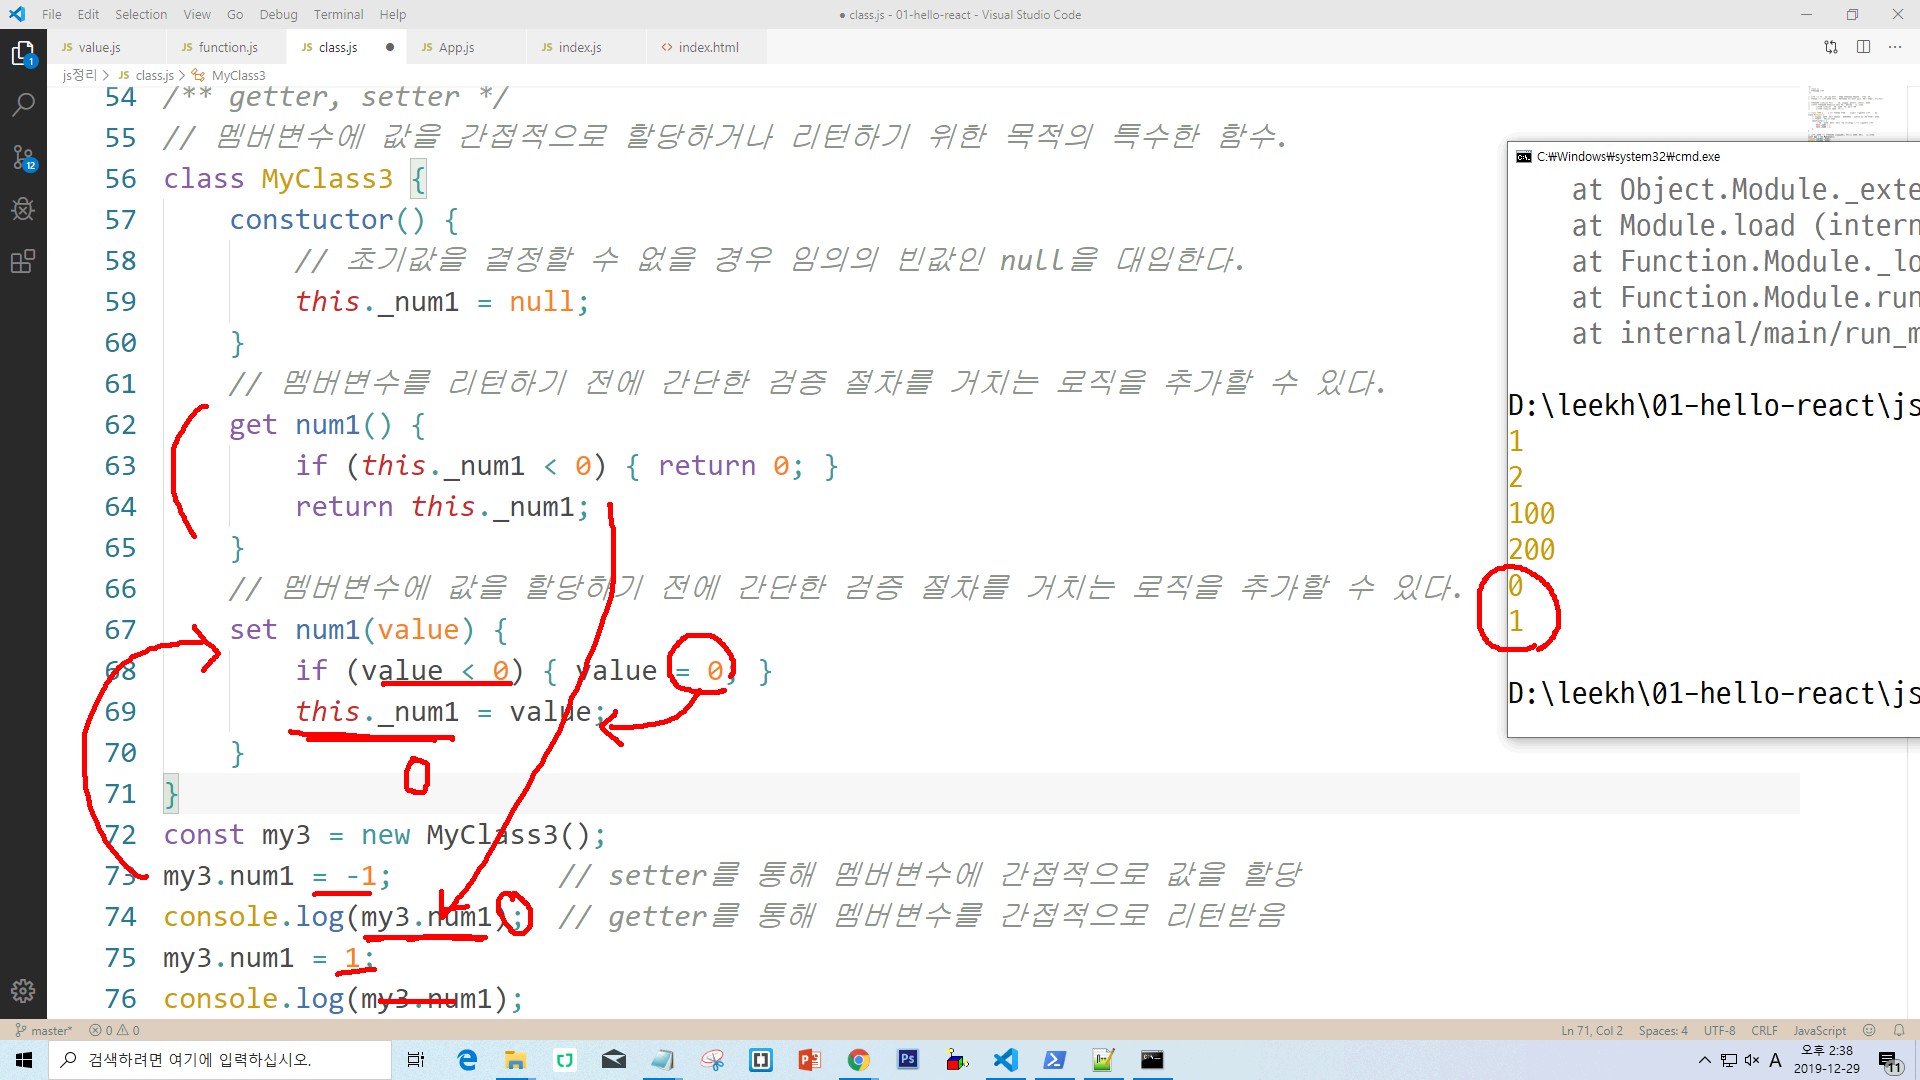 File Edit Selection View Go Debug Terminal Help
● class.js - 01-hello-react - Visual Studio Code
JS value.js
JS function.js
JS class.js ●
JS App.js
JS index.js
<> index.html
js정리 > JS class.js > MyClass3
54 /** getter, setter */
55 // 멤버변수에 값을 간접적으로 할당하거나 리턴하기 위한 목적의 특수한 함수.
56 class MyClass3 {
57 constuctor() {
58 // 초기값을 결정할 수 없을 경우 임의의 빈값인 null을 대입한다.
59 this._num1 = null;
60 }
61 // 멤버변수를 리턴하기 전에 간단한 검증 절차를 거치는 로직을 추가할 수 있다.
62 get num1() {
63 if (this._num1 < 0) { return 0; }
64 return this._num1;
65 }
66 // 멤버변수에 값을 할당하기 전에 간단한 검증 절차를 거치는 로직을 추가할 수 있다.
67 set num1(value) {
68 if (value < 0) { value = 0; }
69 this._num1 = value;
70 }
0
71 }
72 const my3 = new MyClass3();
73 my3.num1 = -1; // setter를 통해 멤버변수에 간접적으로 값을 할당
74 console.log(my3.num1); // getter를 통해 멤버변수를 간접적으로 리턴받음
75 my3.num1 = 1;
76 console.log(my3.num1);
C:\Windows\system32\cmd.exe
at Object.Module._exte
at Module.load (intern
at Function.Module._lo
at Function.Module.run
at internal/main/run_m
D:\leekh\01-hello-react\js
1
2
100
200
0
1
D:\leekh\01-hello-react\js
1
12
master* 0 0
Ln 71, Col 2 Spaces: 4 UTF-8 CRLF JavaScript
검색하려면 여기에 입력하십시오.
A 오후 2:38
2019-12-29
11